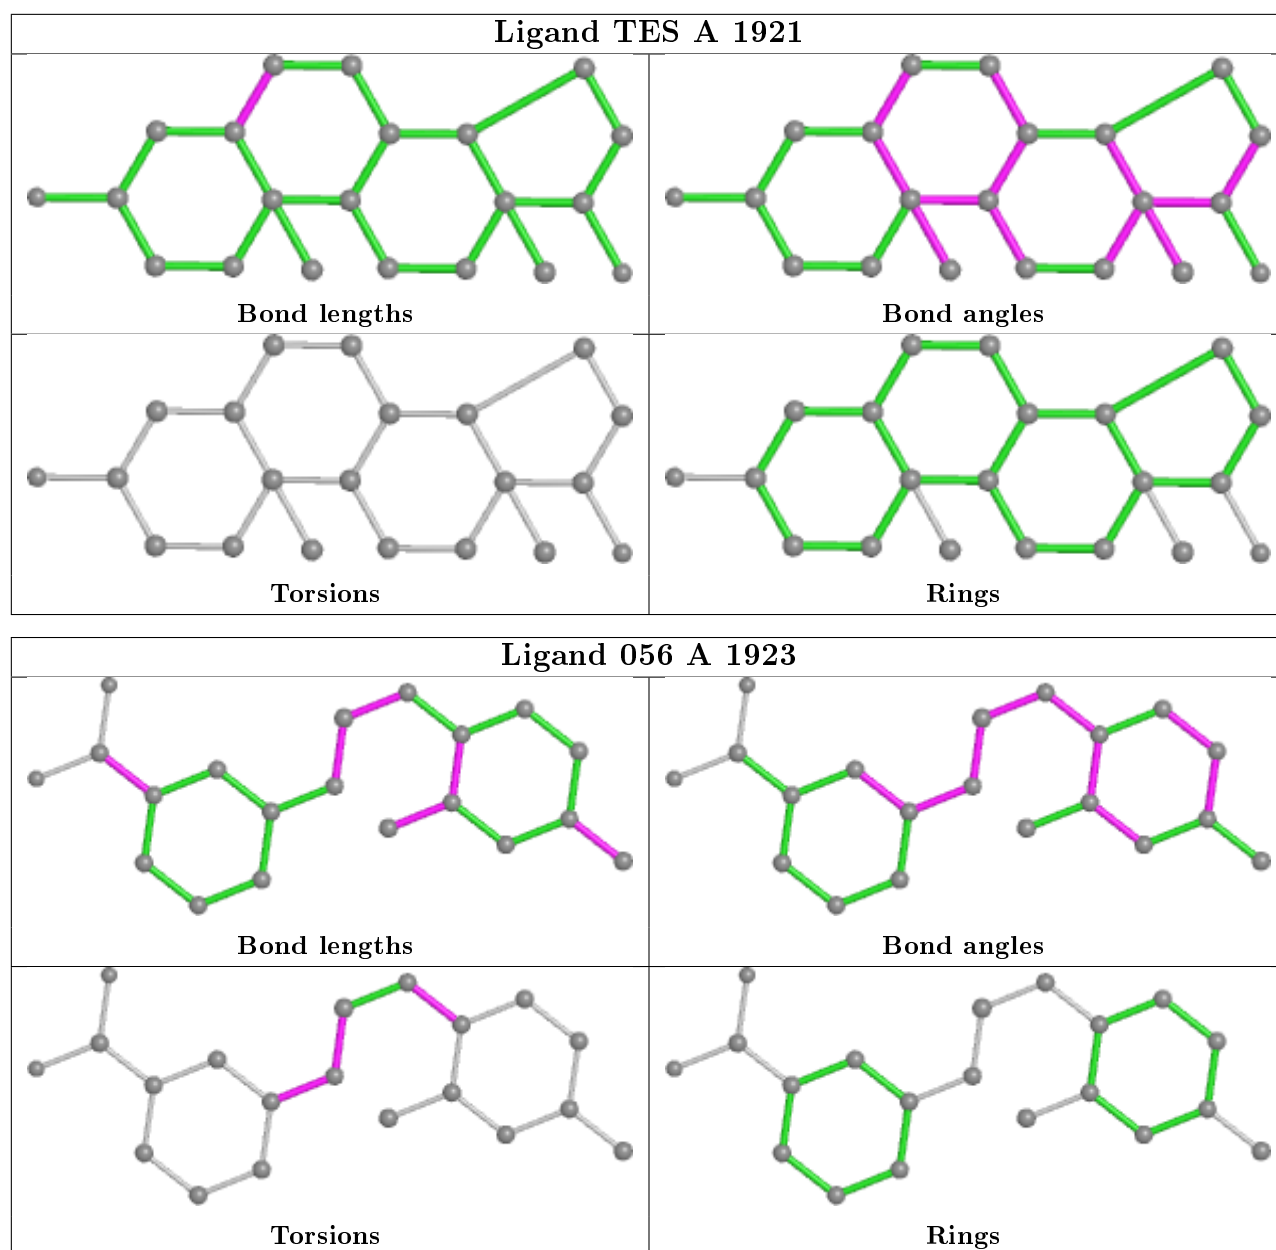 Ligand TES A 1921
Bond lengths
Bond angles
Torsions
Rings
Ligand 056 A 1923
Bond lengths
Bond angles
Torsions
Rings